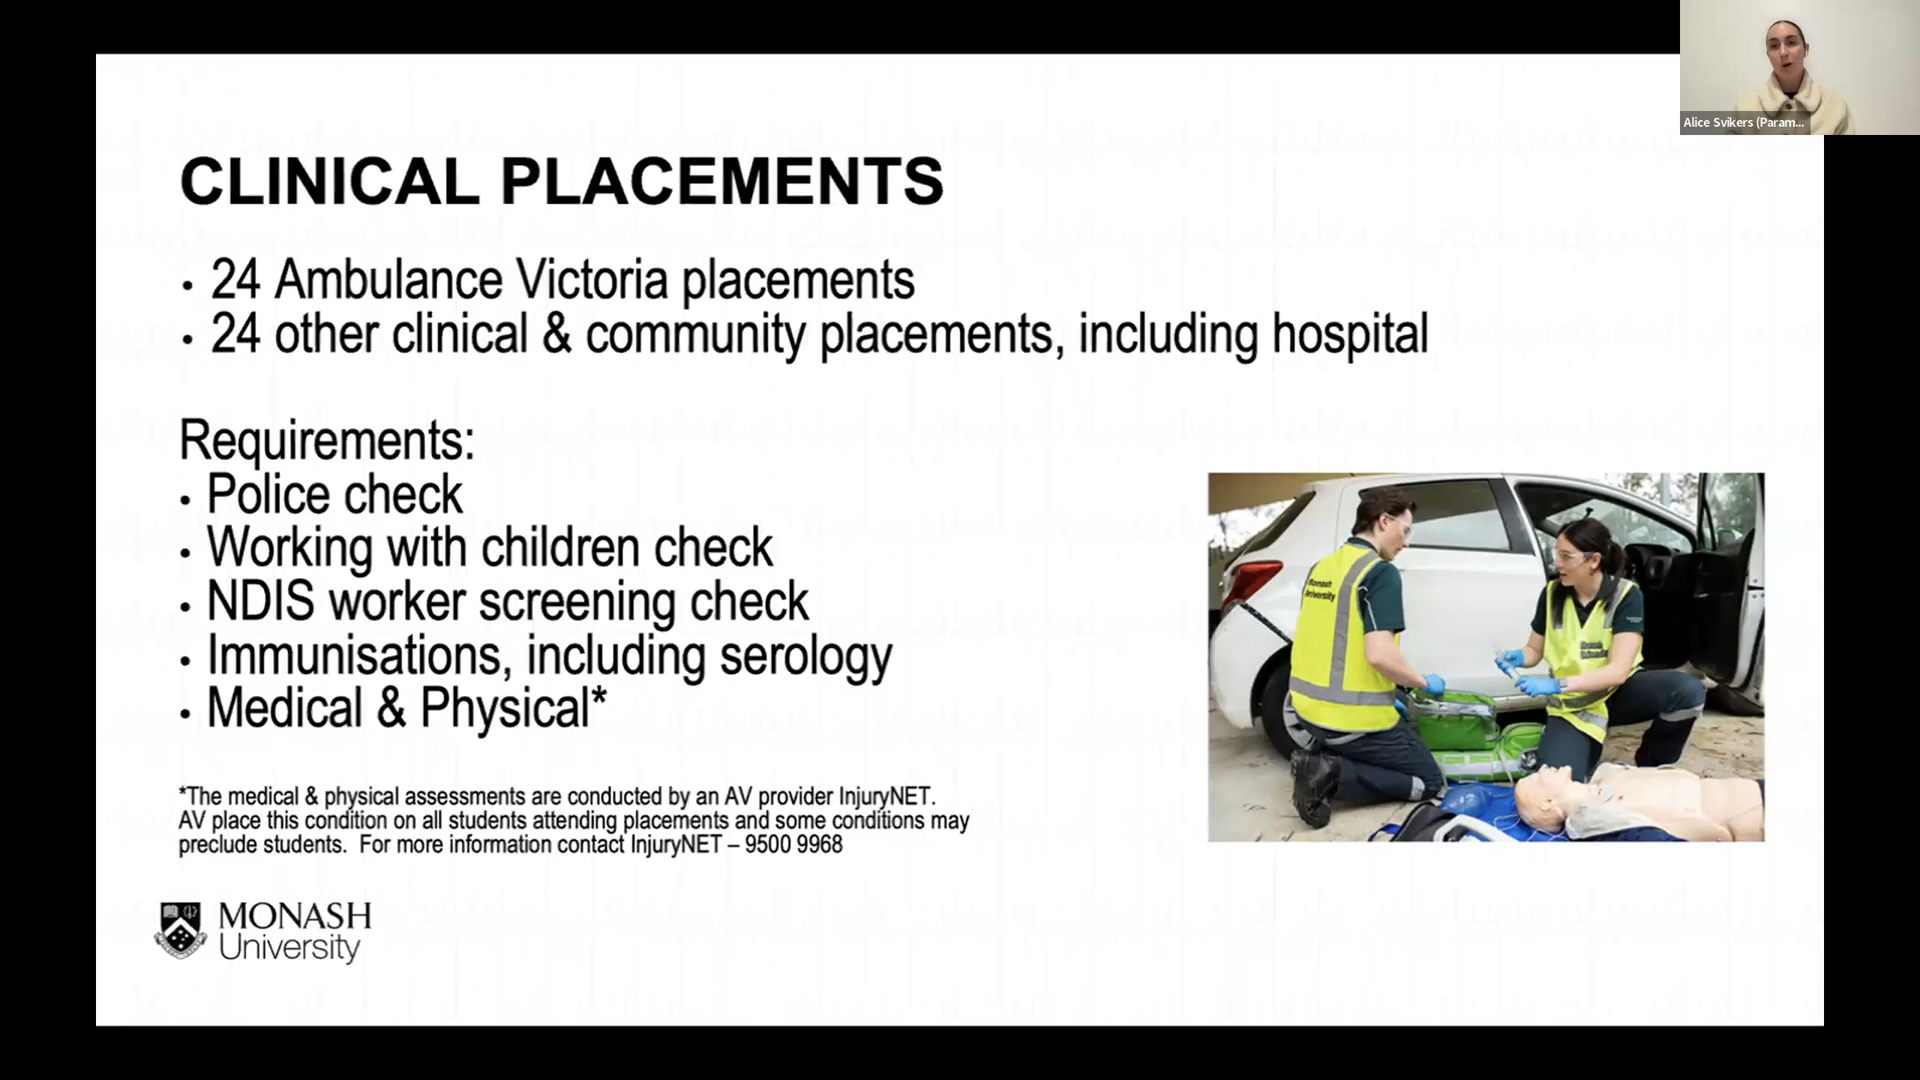 Alice Svikers (Param...
CLINICAL PLACEMENTS
• 24 Ambulance Victoria placements
• 24 other clinical & community placements, including hospital
Requirements:
• Police check
• Working with children check
• NDIS worker screening check
• Immunisations, including serology
• Medical & Physical*
Monash
University
*The medical & physical assessments are conducted by an AV provider InjuryNET.
AV place this condition on all students attending placements and some conditions may
preclude students. For more information contact InjuryNET – 9500 9968
MONASH
University